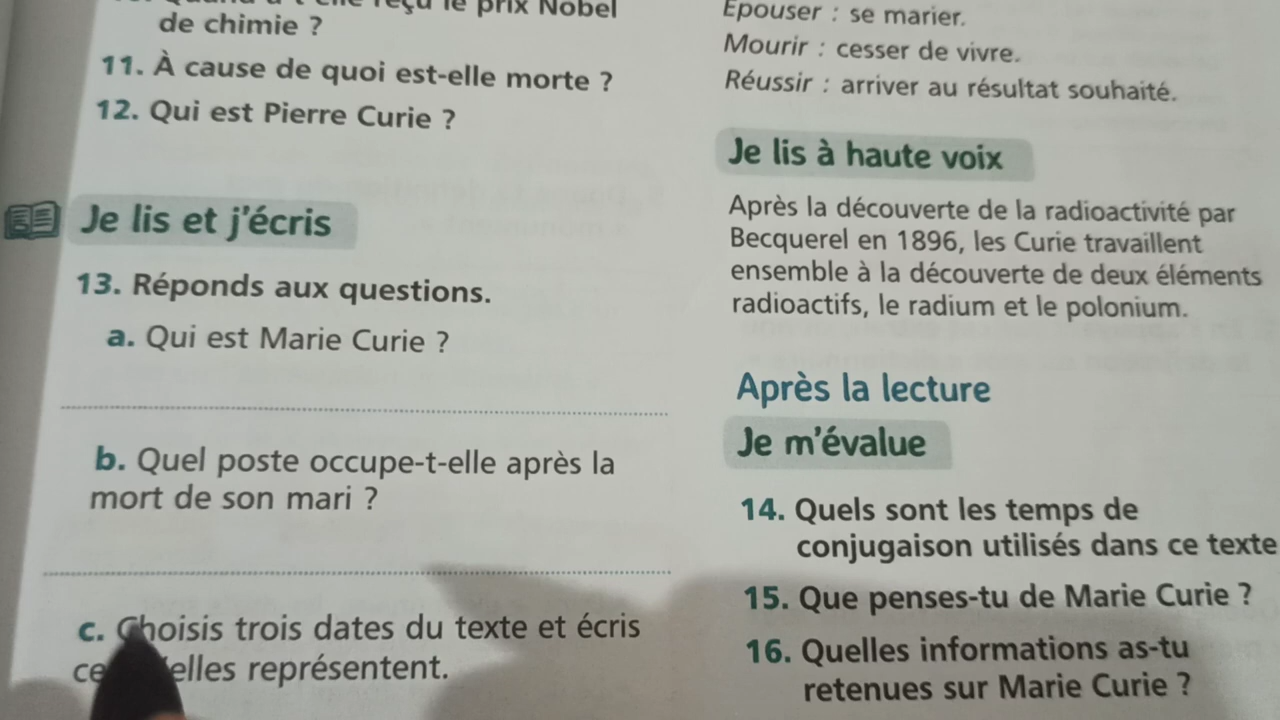 reçu le prix Nobel
de chimie ?
11. À cause de quoi est-elle morte ?
12. Qui est Pierre Curie ?
Je lis et j'écris
13. Réponds aux questions.
a. Qui est Marie Curie ?
b. Quel poste occupe-t-elle après la
mort de son mari ?
c. Choisis trois dates du texte et écris
représentent.
Épouser : se marier.
Mourir : cesser de vivre.
Réussir : arriver au résultat souhaité.
Je lis à haute voix
Après la découverte de la radioactivité par
Becquerel en 1896, les Curie travaillent
ensemble à la découverte de deux éléments
radioactifs, le radium et le polonium.
Après la lecture
Je m'évalue
14. Quels sont les temps de
conjugaison utilisés dans ce texte
15. Que penses-tu de Marie Curie ?
16. Quelles informations as-tu
retenues sur Marie Curie ?